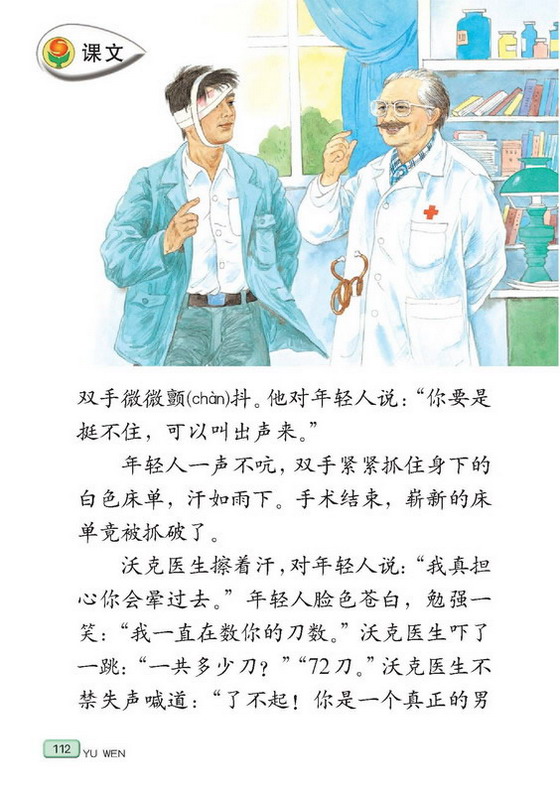 课文
双手微微颤(chàn)抖。他对年轻人说：“你要是
挺不住，可以叫出声来。”
年轻人一声不吭，双手紧紧抓住身下的
白色床单，汗如雨下。手术结束，崭新的床
单竟被抓破了。
沃克医生擦着汗，对年轻人说：“我真担
心你会晕过去。”年轻人脸色苍白，勉强一
笑：“我一直在数你的刀数。”沃克医生吓了
一跳：“一共多少刀？”“72刀。”沃克医生不
禁失声喊道：“了不起！你是一个真正的男
112
YU WEN